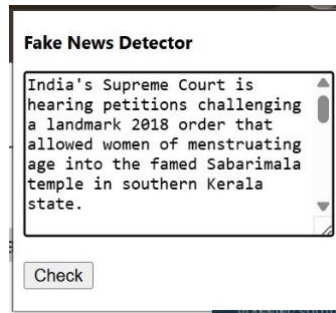 Fake News Detector
India's Supreme Court is
hearing petitions challenging
a landmark 2018 order that
allowed women of menstruating
age into the famed Sabarimala
temple in southern Kerala
state.
Check